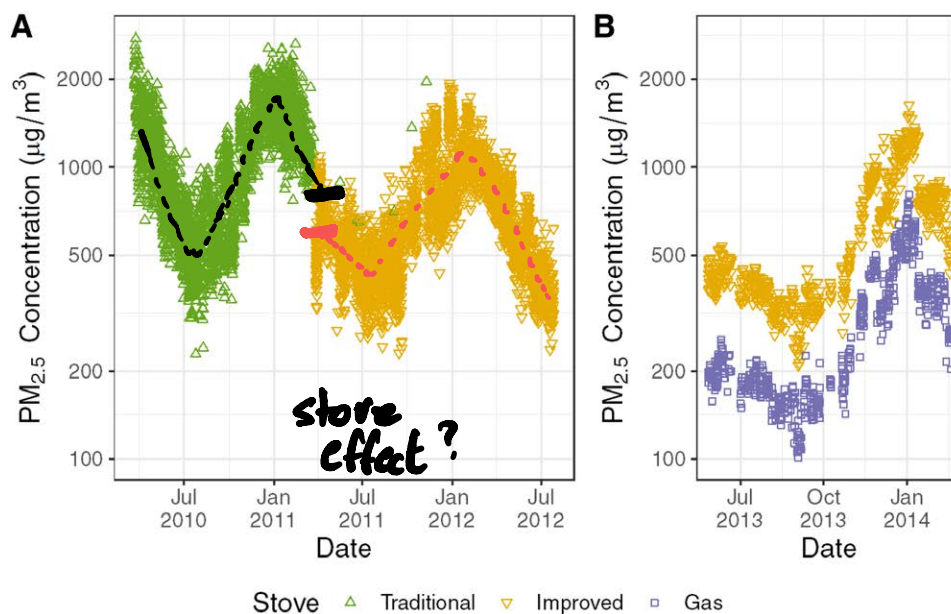 A
B
PM2.5 Concentration (μg/m3)
2000
1000
500
200
100
stove
effect?
Jul
2010
Jan
2011
Jul
2011
Jan
2012
Jul
2012
Date
PM2.5 Concentration (μg/m3)
2000
1000
500
200
100
Jul
2013
Oct
2013
Jan
2014
Date
Stove Traditional Improved Gas